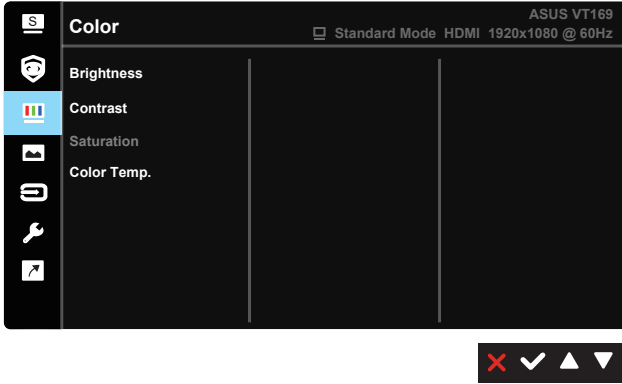 S
Color
ASUS VT169
Standard Mode HDMI 1920x1080 @ 60Hz
Brightness
Contrast
Saturation
Color Temp.